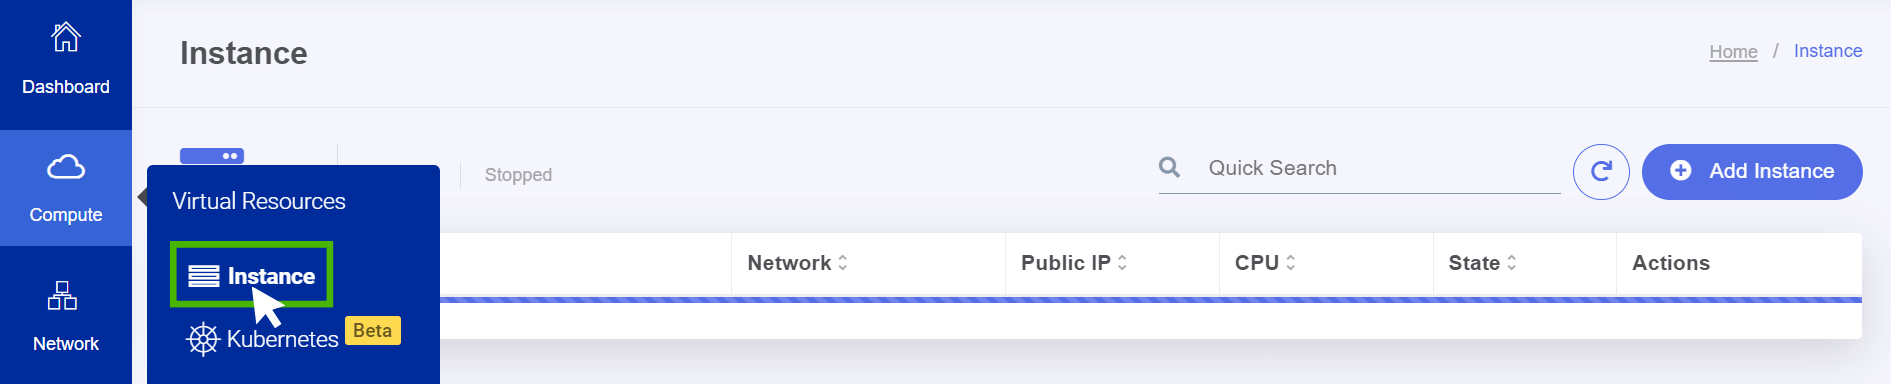 Dashboard
Compute
Network
Instance
Home / Instance
Stopped
Quick Search
Add Instance
Virtual Resources
Instance
Kubernetes Beta
Network
Public IP
CPU
State
Actions